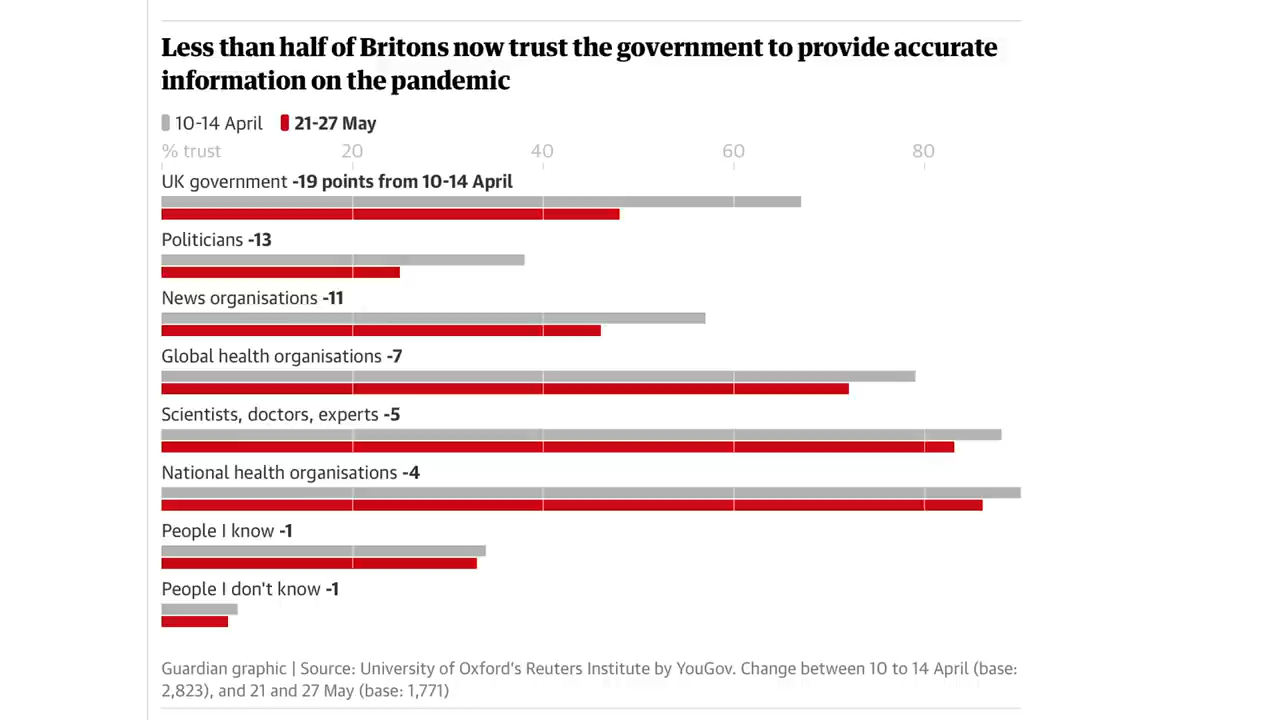 Less than half of Britons now trust the government to provide accurate
information on the pandemic
10-14 April 21-27 May
% trust 20 40 60 80
UK government -19 points from 10-14 April
Politicians -13
News organisations -11
Global health organisations -7
Scientists, doctors, experts -5
National health organisations -4
People I know -1
People I don't know -1
Guardian graphic | Source: University of Oxford's Reuters Institute by YouGov. Change between 10 to 14 April (base:
2,823), and 21 and 27 May (base: 1,771)